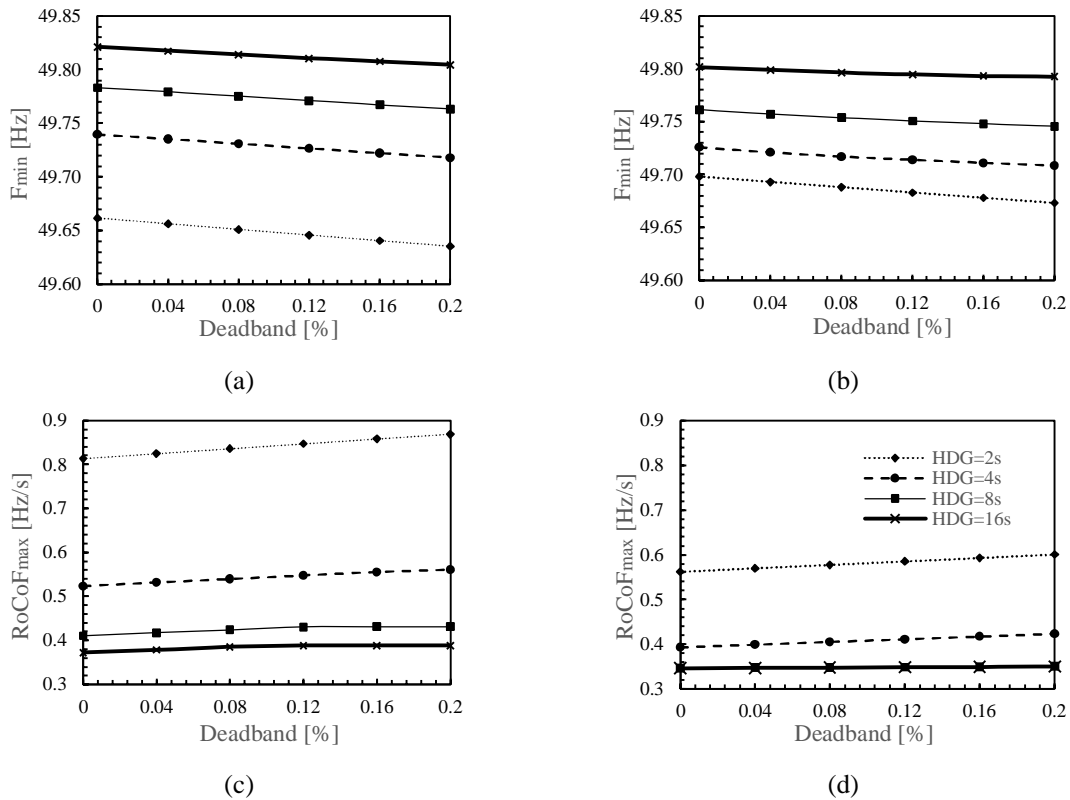 49.85
49.80
49.75
49.70
49.65
49.60
Fmin [Hz]
0 0.04 0.08 0.12 0.16 0.2
Deadband [%]
(a)
49.85
49.80
49.75
49.70
49.65
49.60
Fmin [Hz]
0 0.04 0.08 0.12 0.16 0.2
Deadband [%]
(b)
0.9
0.8
0.7
0.6
0.5
0.4
0.3
RoCoFmax [Hz/s]
0 0.04 0.08 0.12 0.16 0.2
Deadband [%]
(c)
0.9
0.8
0.7
0.6
0.5
0.4
0.3
RoCoFmax [Hz/s]
HDG=2s
HDG=4s
HDG=8s
HDG=16s
0 0.04 0.08 0.12 0.16 0.2
Deadband [%]
(d)